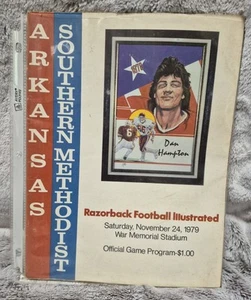 ARKANSAS
SOUTHERN METHODIST
Dan
Hampton
Razorback Football Illustrated
Saturday, November 24, 1979
War Memorial Stadium
Official Game Program-$1.00